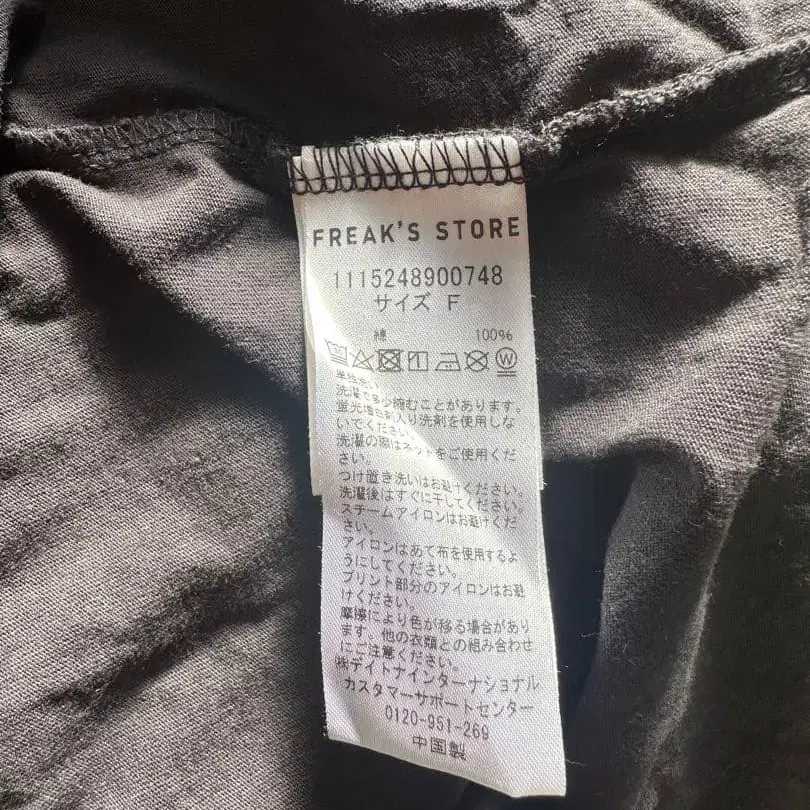 FREAK'S STORE
1115248900748
サイズ F
綿 100%
W
単独洗い
洗濯で多少縮むことがあります。
蛍光増白剤入り洗剤を使用しな
いでください。
洗濯の際はネットをご使用くだ
さい。
つけ置き洗いはお避けください。
洗濯後はすぐに干してください。
スチームアイロンはお避けくだ
さい。
アイロンはあて布を使用するよ
うにしてください。
プリント部分のアイロンはお避
けください。
摩擦により色が移る場合があり
ます。他の衣類との組み合わせ
にご注意ください。
㈱デイトナインターナショナル
カスタマーサポートセンター
0120-951-269
中国製